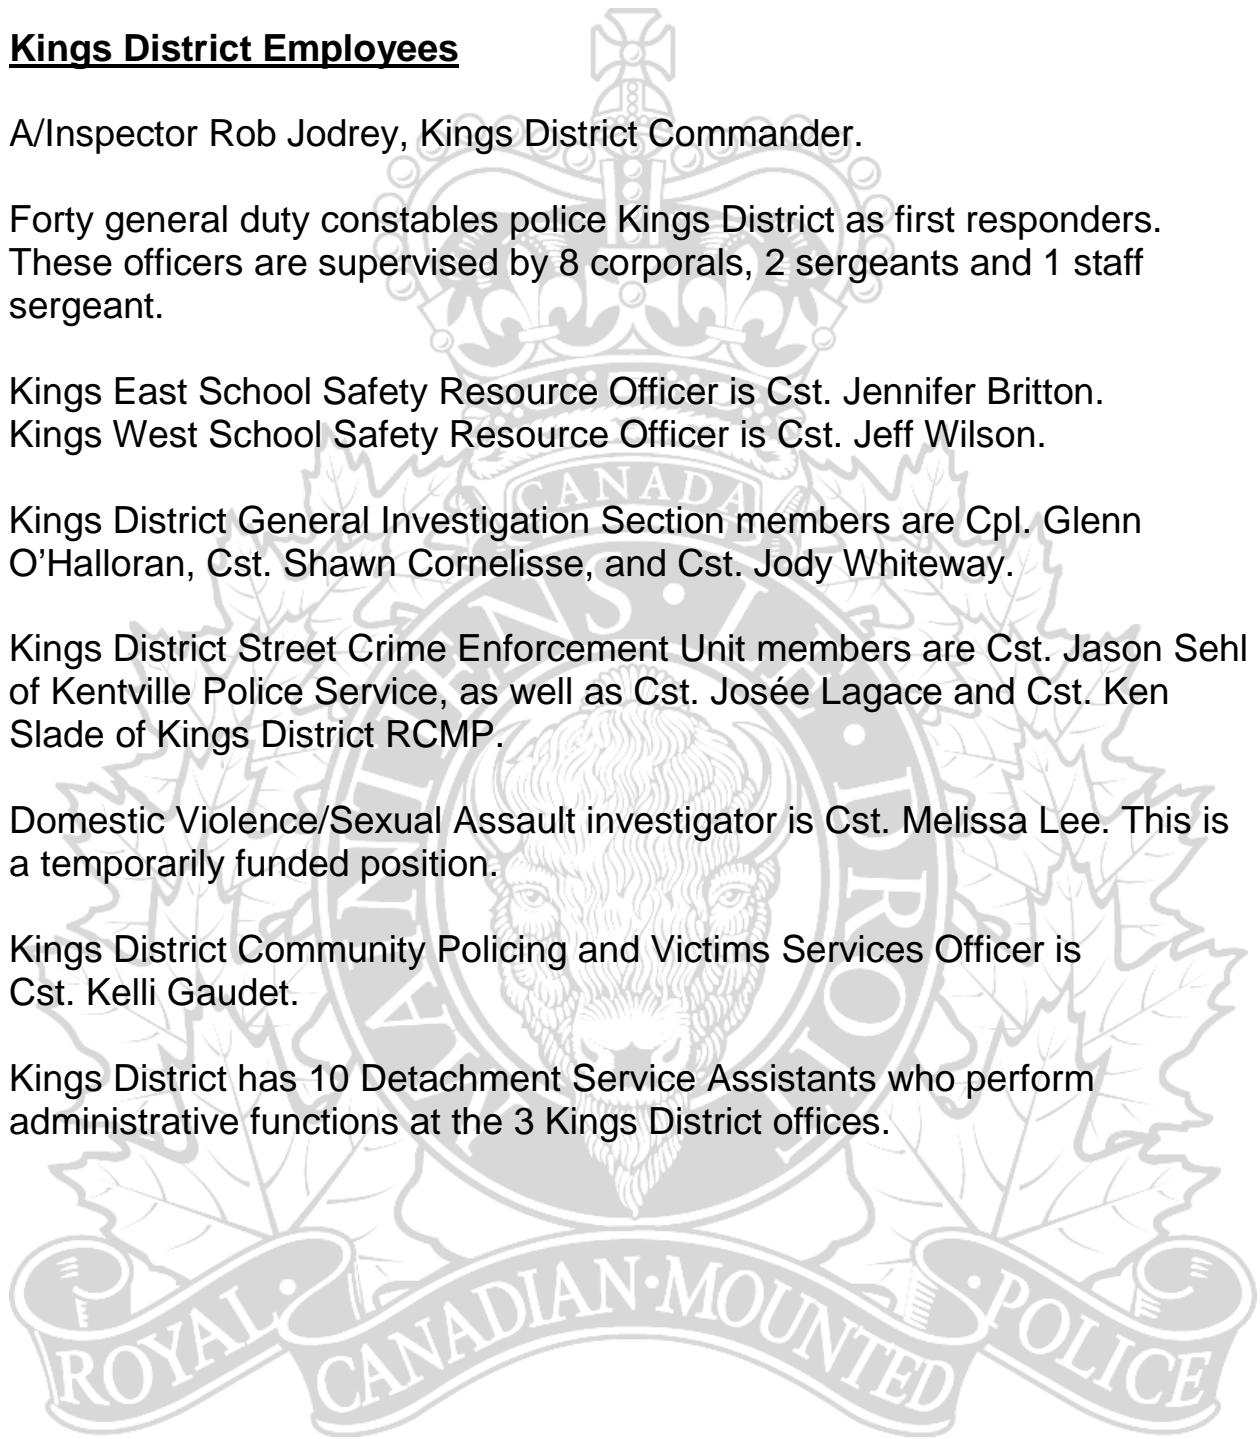 Kings District Employees
A/Inspector Rob Jodrey, Kings District Commander.
Forty general duty constables police Kings District as first responders.
These officers are supervised by 8 corporals, 2 sergeants and 1 staff
sergeant.
Kings East School Safety Resource Officer is Cst. Jennifer Britton.
Kings West School Safety Resource Officer is Cst. Jeff Wilson.
CANADA
Kings District General Investigation Section members are Cpl. Glenn
O’Halloran, Cst. Shawn Cornelisse, and Cst. Jody Whiteway.
Kings District Street Crime Enforcement Unit members are Cst. Jason Sehl
of Kentville Police Service, as well as Cst. Josée Lagace and Cst. Ken
Slade of Kings District RCMP.
Domestic Violence/Sexual Assault investigator is Cst. Melissa Lee. This is
a temporarily funded position.
Kings District Community Policing and Victims Services Officer is
Cst. Kelli Gaudet.
Kings District has 10 Detachment Service Assistants who perform
administrative functions at the 3 Kings District offices.
MAINTIENS LE DROIT
ROYAL · CANADIAN · MOUNTED · POLICE